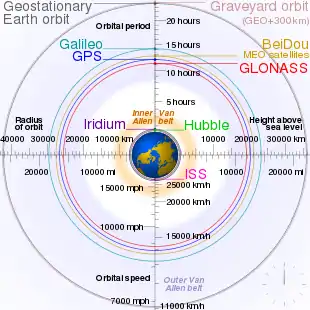 Geostationary
Earth orbit
Orbital period
20 hours
Graveyard orbit
(GEO+300km)
Galileo
15 hours
BeiDou
GPS
MEO satellites
GLONASS
10 hours
5 hours
Inner Van
Allen belt
Radius
of orbit
Iridium
Hubble
Height above
sea level
40000 30000 20000 10000 km
10000 20000 30000 km
20000 10000 mi
ISS
10000 20000 mi
15000 mph
25000 km/h
20000 km/h
10000 mph
15000 km/h
Orbital speed
Outer Van
Allen belt
7000 mph
11000 km/h